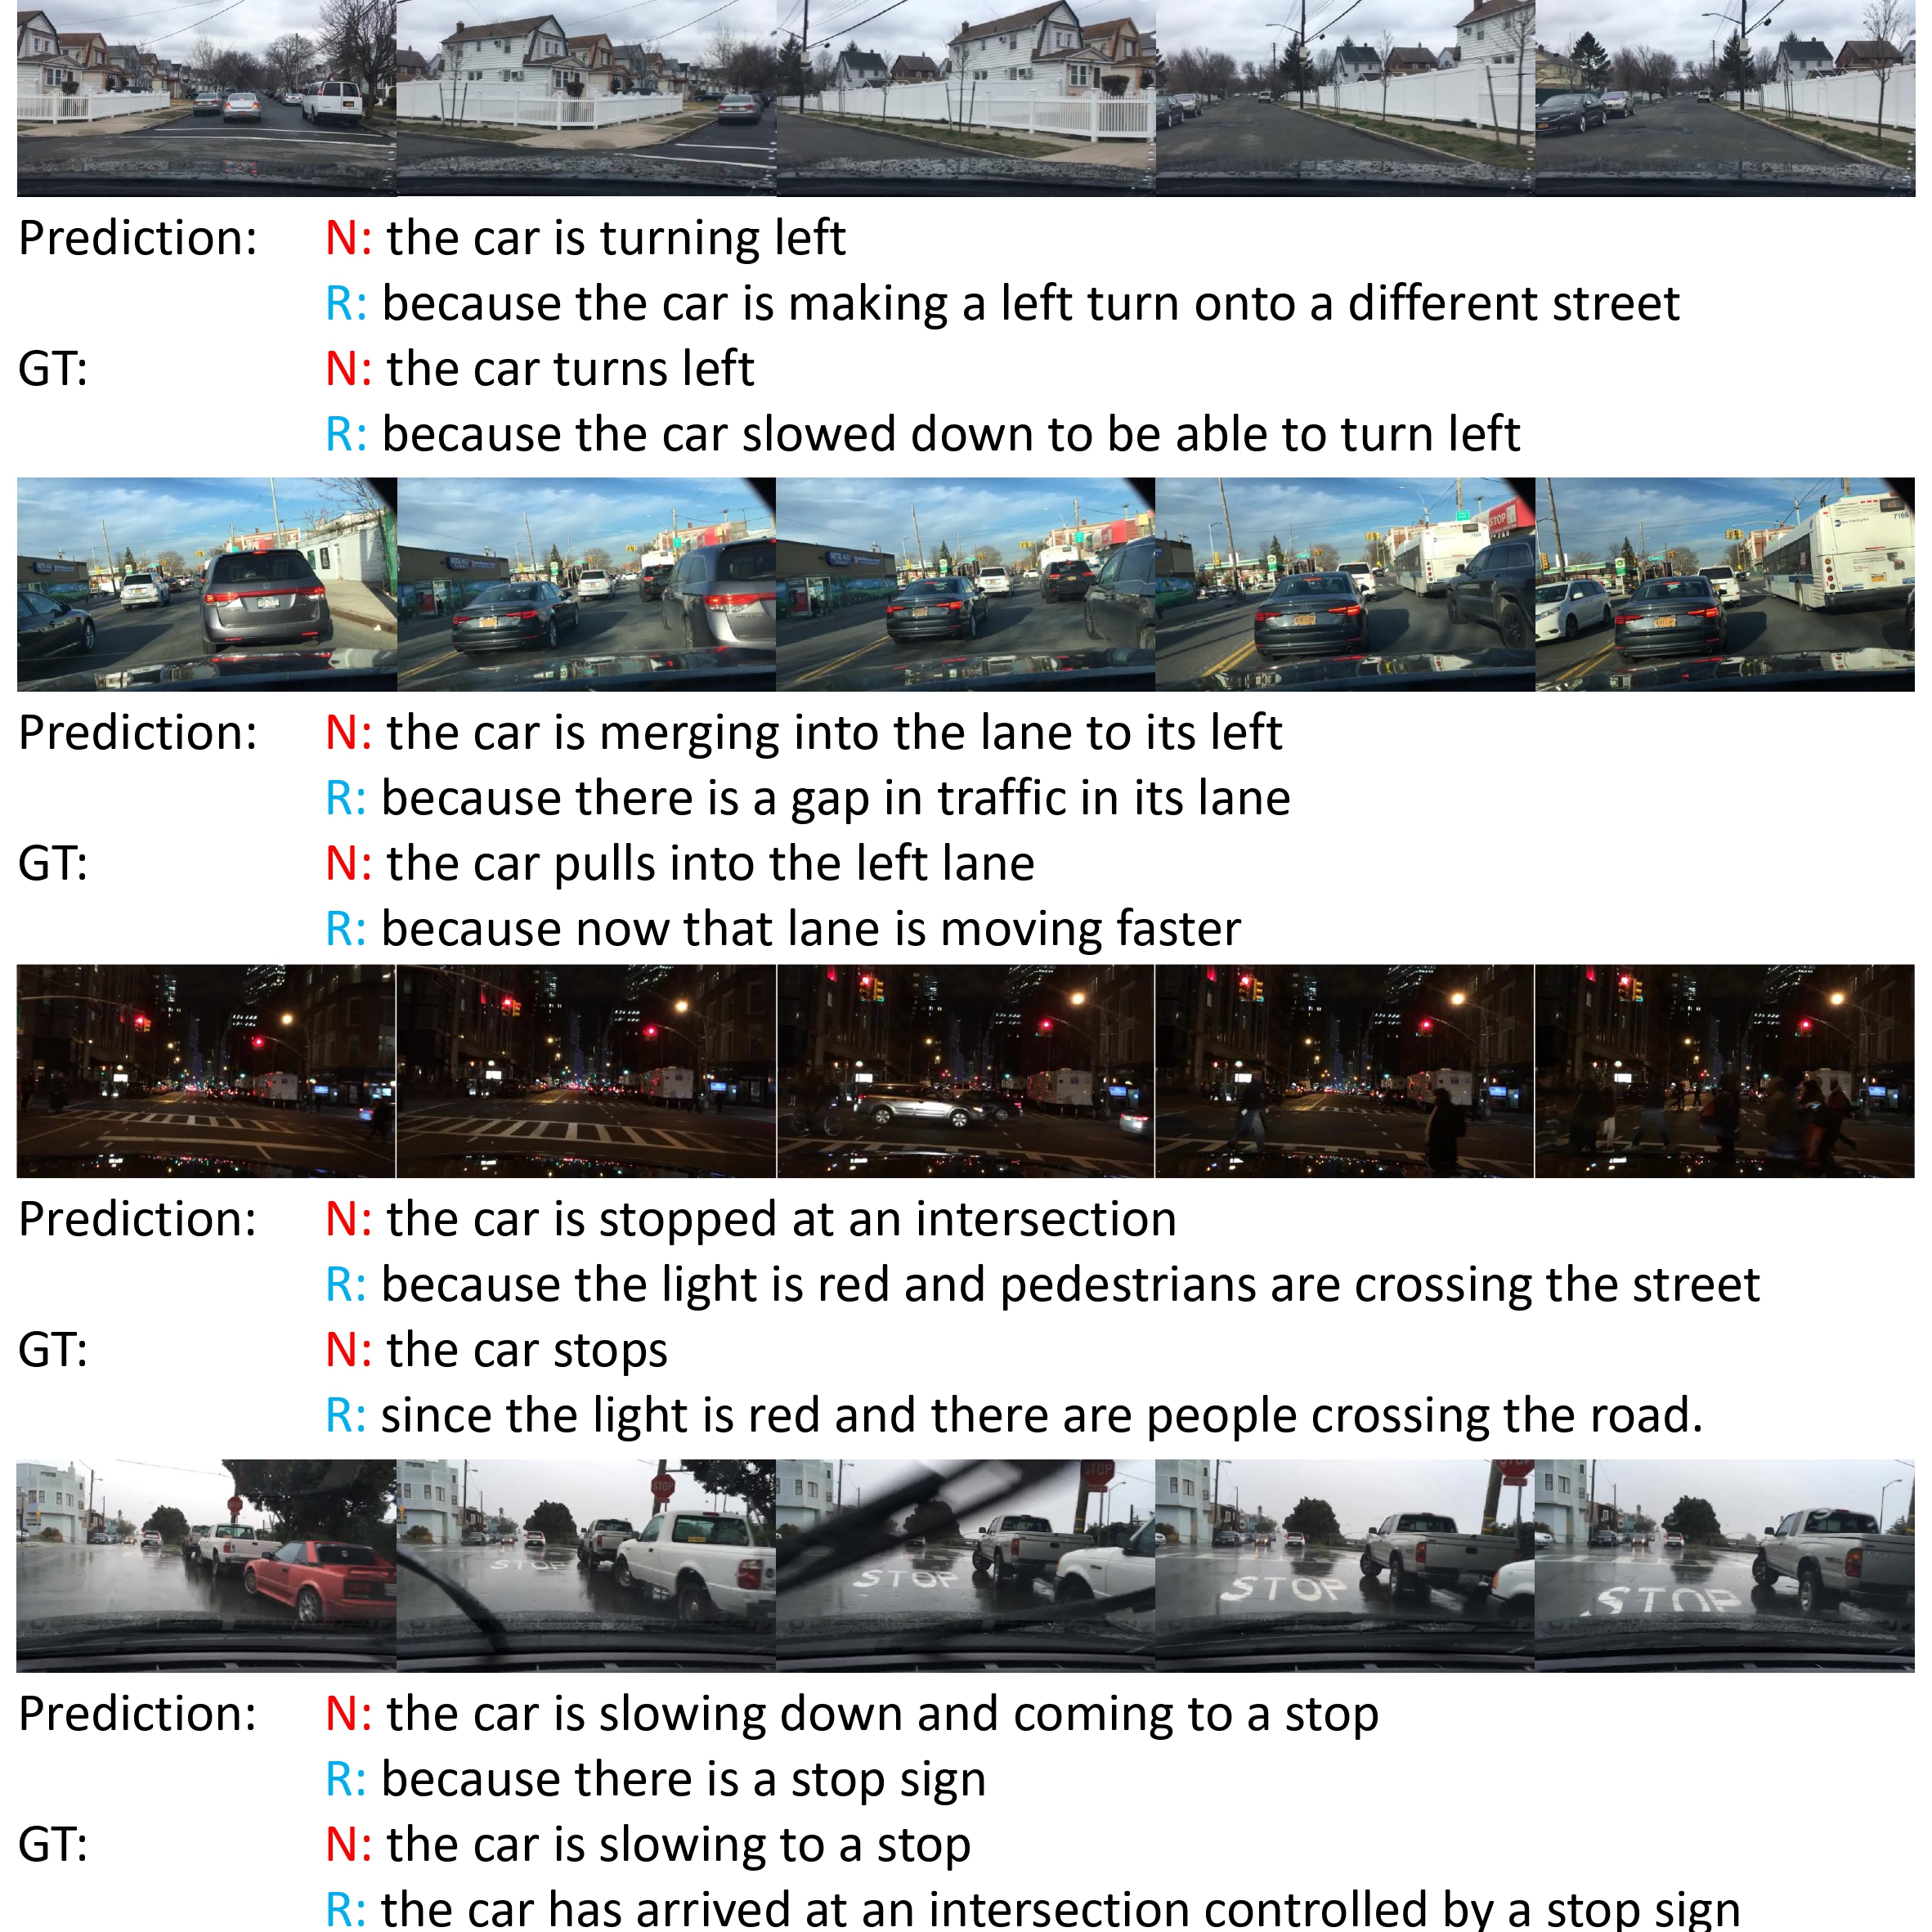 Prediction: N: the car is turning left
R: because the car is making a left turn onto a different street
GT: N: the car turns left
R: because the car slowed down to be able to turn left
STOP
7169
Prediction: N: the car is merging into the lane to its left
R: because there is a gap in traffic in its lane
GT: N: the car pulls into the left lane
R: because now that lane is moving faster
Prediction: N: the car is stopped at an intersection
R: because the light is red and pedestrians are crossing the street
GT: N: the car stops
R: since the light is red and there are people crossing the road.
STOP
STOP
STOP
STOP
STOP
STOP
STOP
Prediction: N: the car is slowing down and coming to a stop
R: because there is a stop sign
GT: N: the car is slowing to a stop
R: the car has arrived at an intersection controlled by a stop sign